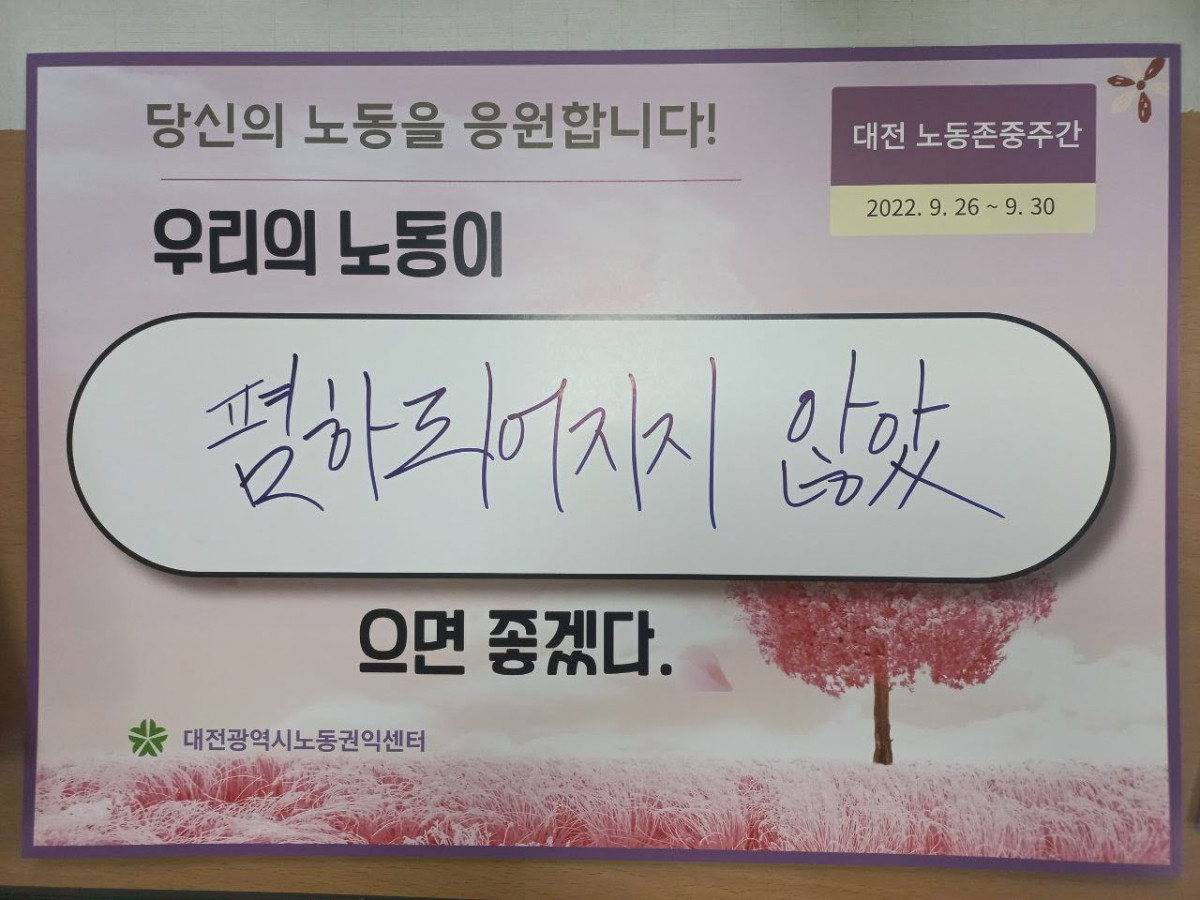 당신의 노동을 응원합니다!
대전 노동존중주간
2022. 9. 26 ~ 9. 30
우리의 노동이
폄하되어지지 않았
으면 좋겠다.
대전광역시노동권익센터